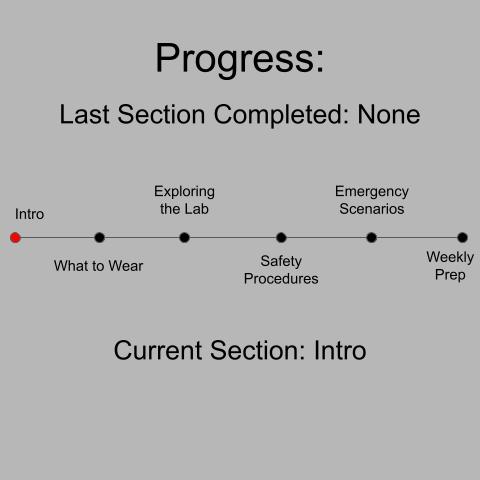 Progress:
Last Section Completed: None
Intro
What to Wear
Exploring
the Lab
Safety
Procedures
Emergency
Scenarios
Weekly
Prep
Current Section: Intro